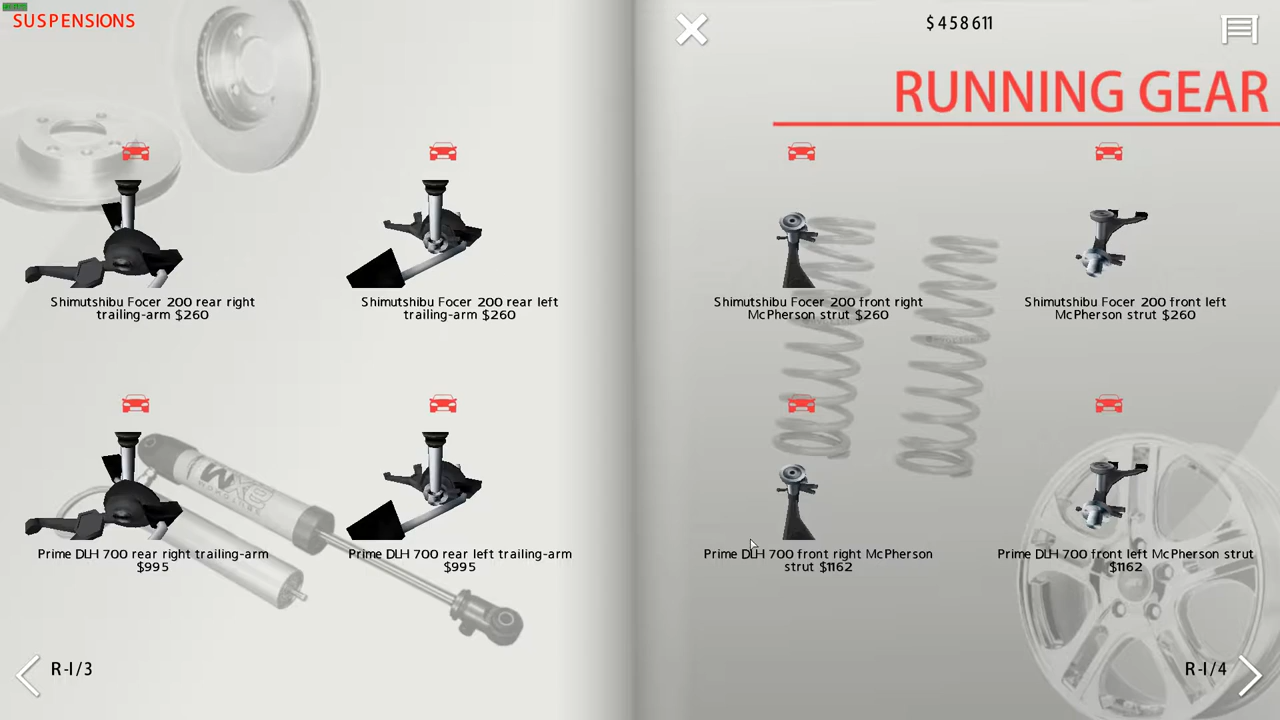 SUSPENSIONS
$458611
RUNNING GEAR
Shimutshibu Focer 200 rear right
trailing-arm $260
Shimutshibu Focer 200 rear left
trailing-arm $260
Shimutshibu Focer 200 front right
McPherson strut $260
Shimutshibu Focer 200 front left
McPherson strut $260
Prime DLH 700 rear right trailing-arm
$995
Prime DLH 700 rear left trailing-arm
$995
Prime DLH 700 front right McPherson
strut $1162
Prime DLH 700 front left McPherson strut
$1162
R-I/3
R-I/4